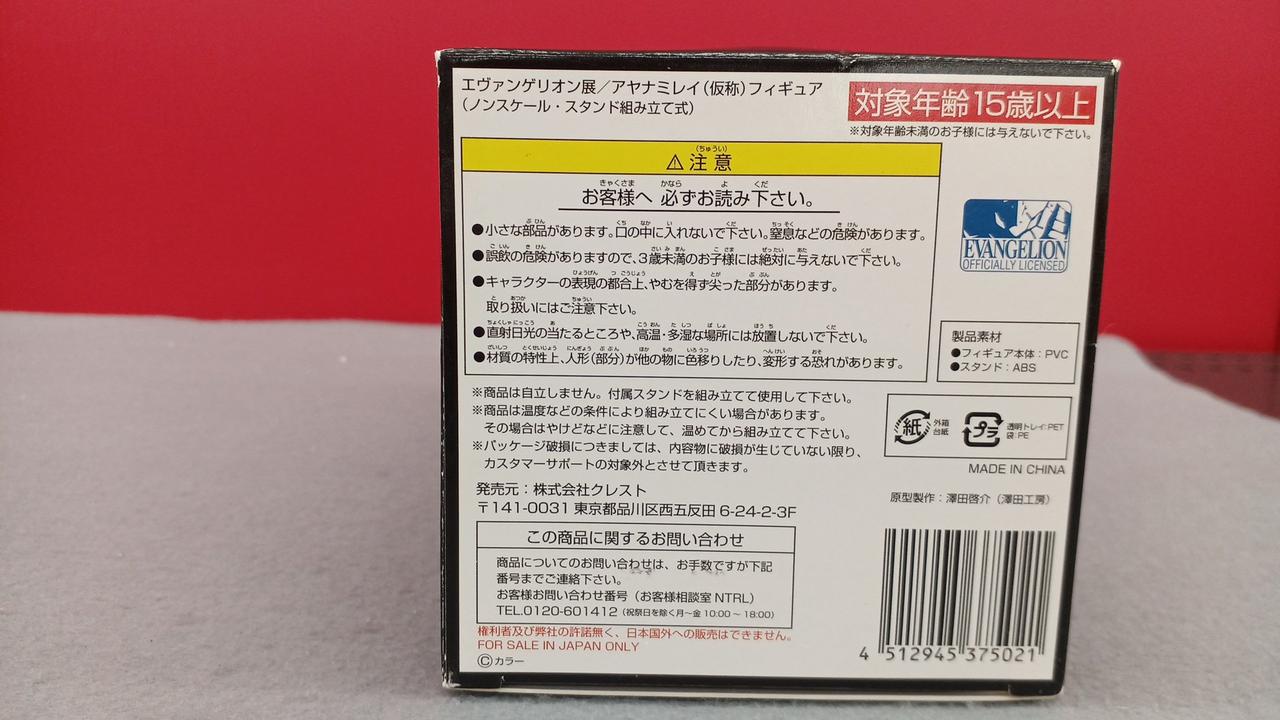 エヴァンゲリオン展／アヤナミレイ（仮称）フィギュア
（ノンスケール・スタンド組み立て式）
対象年齢15歳以上
※対象年齢未満のお子様には与えないで下さい。
⚠注意
お客様へ 必ずお読み下さい。
●小さな部品があります。口の中に入れないで下さい。窒息などの危険があります。
●誤飲の危険がありますので、3歳未満のお子様には絶対に与えないで下さい。
●キャラクターの表現の都合上、やむを得ず尖った部分があります。
取り扱いにはご注意下さい。
●直射日光の当たるところや、高温・多湿な場所には放置しないで下さい。
●材質の特性上、人形（部分）が他の物に色移りしたり、変形する恐れがあります。
EVANGELION
OFFICIALLY LICENSED
製品素材
●フィギュア本体：PVC
●スタンド：ABS
※商品は自立しません。付属スタンドを組み立てて使用して下さい。
※商品は温度などの条件により組み立てにくい場合があります。
その場合はやけどなどに注意して、温めてから組み立てて下さい。
※パッケージ破損につきましては、内容物に破損が生じていない限り、
カスタマーサポートの対象外とさせて頂きます。
紙
外箱
台紙
プラ
透明トレイ：PET
袋：PE
MADE IN CHINA
発売元：株式会社クレスト
〒141-0031 東京都品川区西五反田 6-24-2-3F
原型製作：澤田啓介（澤田工房）
この商品に関するお問い合わせ
商品についてのお問い合わせは、お手数ですが下記
番号までご連絡下さい。
お客様お問い合わせ番号（お客様相談室 NTRL）
TEL.0120-601412（祝祭日を除く月～金 10:00～18:00）
権利者及び弊社の許諾無く、日本国外への販売はできません。
FOR SALE IN JAPAN ONLY
©カラー
4 512945 375021